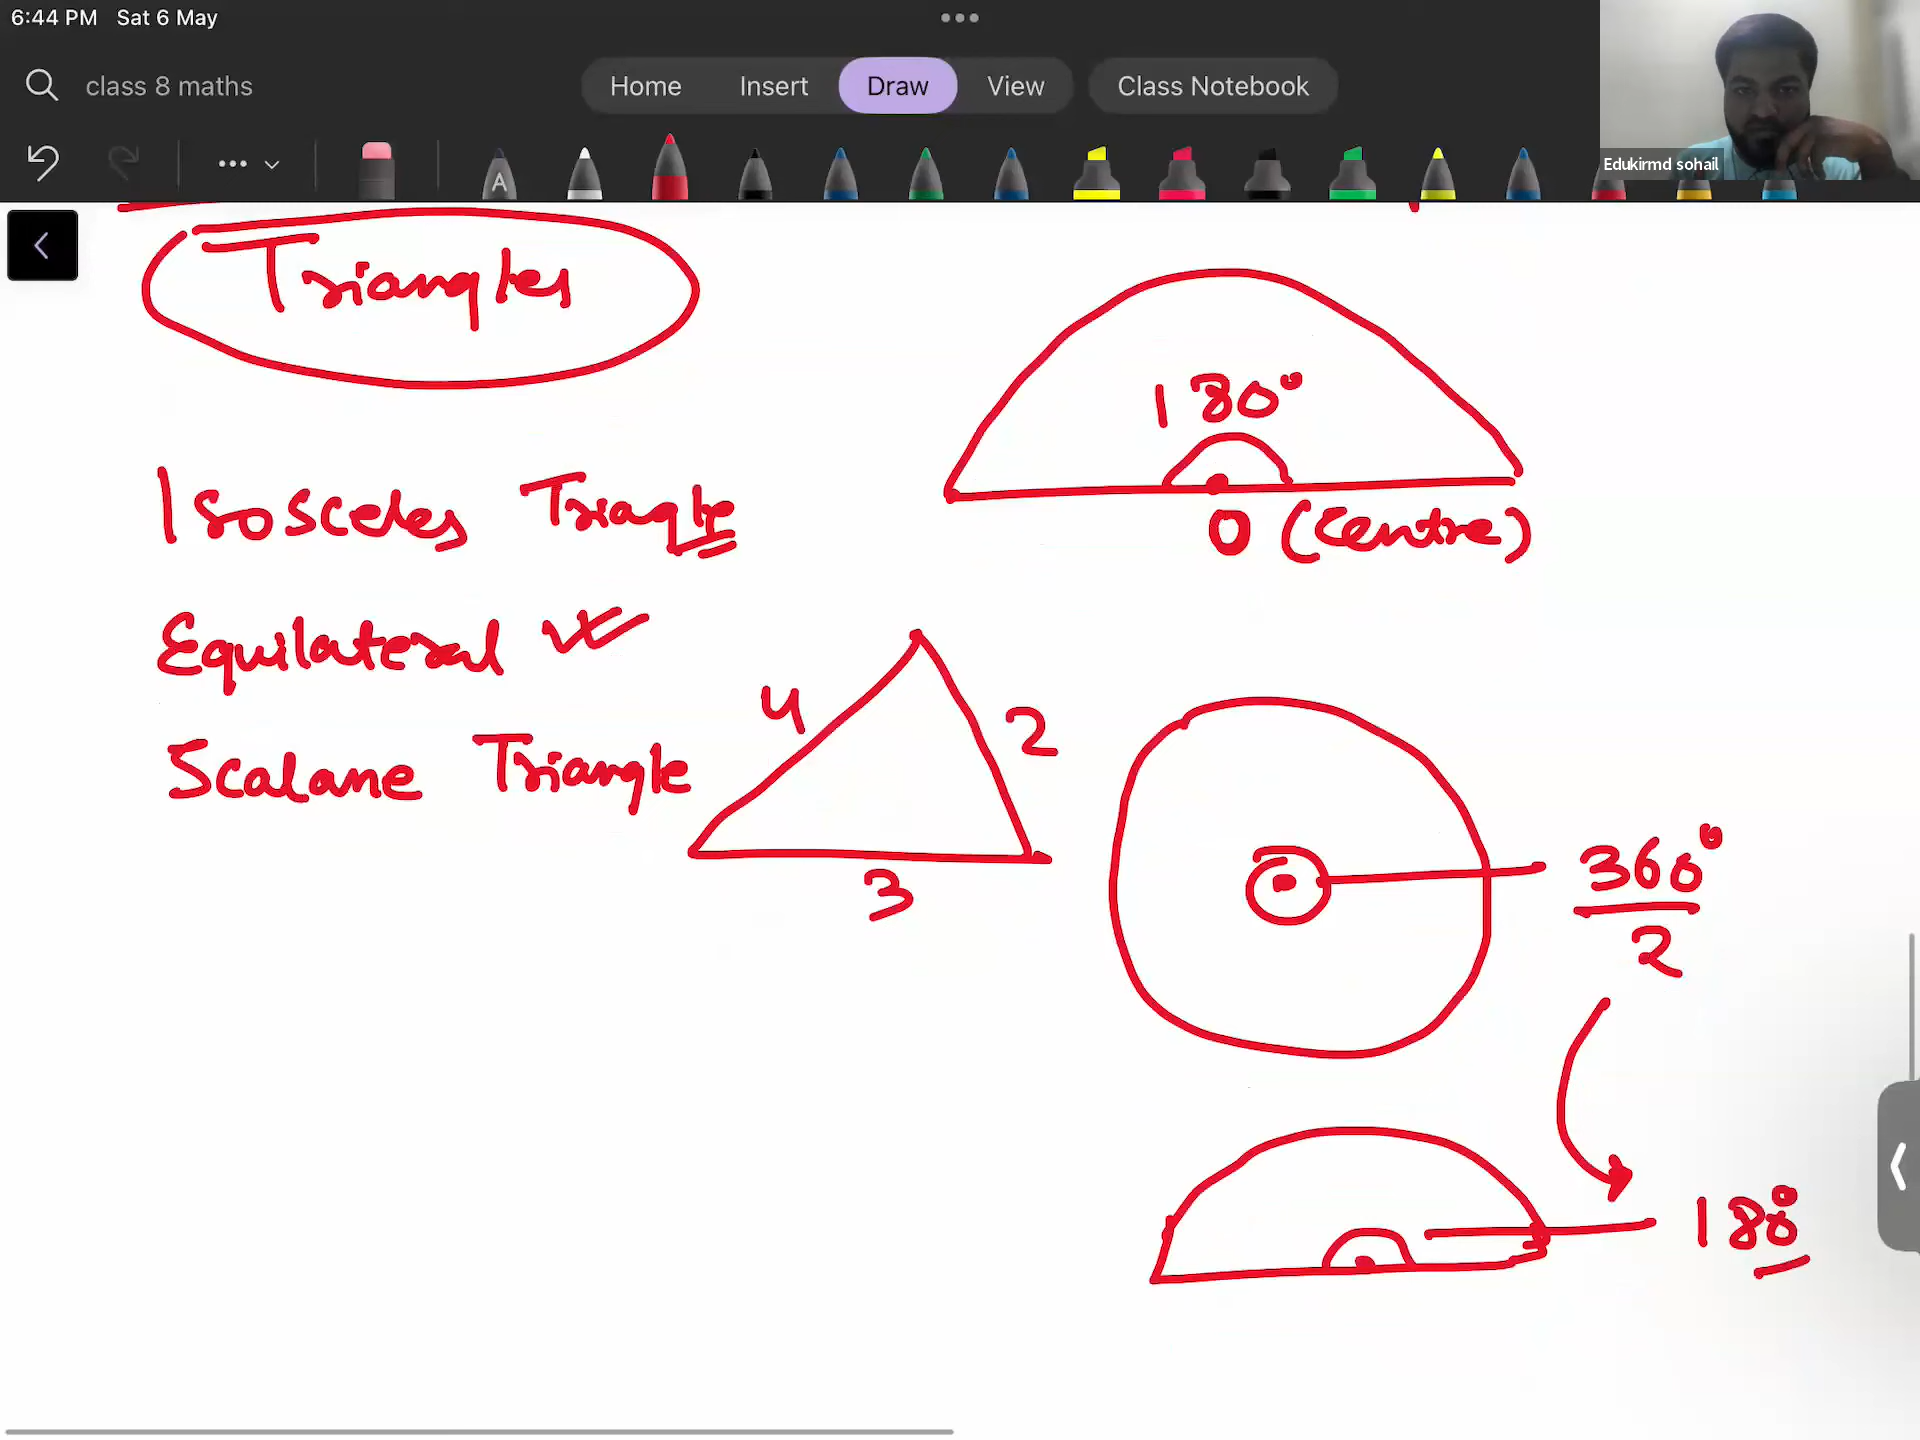 6:44 PM Sat 6 May
class 8 maths
Home Insert Draw View Class Notebook
A
Edukirmd sohail
Triangles
180°
Isosceles Triagle
O (Centre)
Equilateral
4
2
Scalane Triangle
3
360°
2
180°